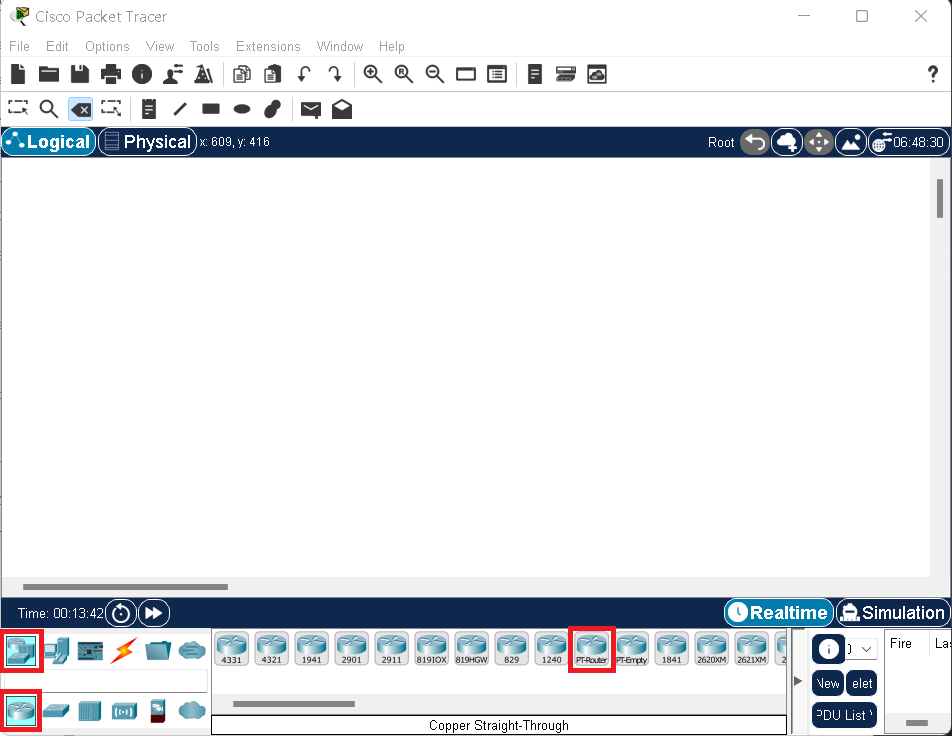 Cisco Packet Tracer
File Edit Options View Tools Extensions Window Help
?
Logical Physical x: 609, y: 416 Root 06:48:30
Time: 00:13:42 Realtime Simulation
4331 4321 1941 2901 2911 819IOX 819HGW 829 1240 PT-Router PT-Empty 1841 2620XM 2621XM 2
Fire Las
New elet
PDU List
Copper Straight-Through